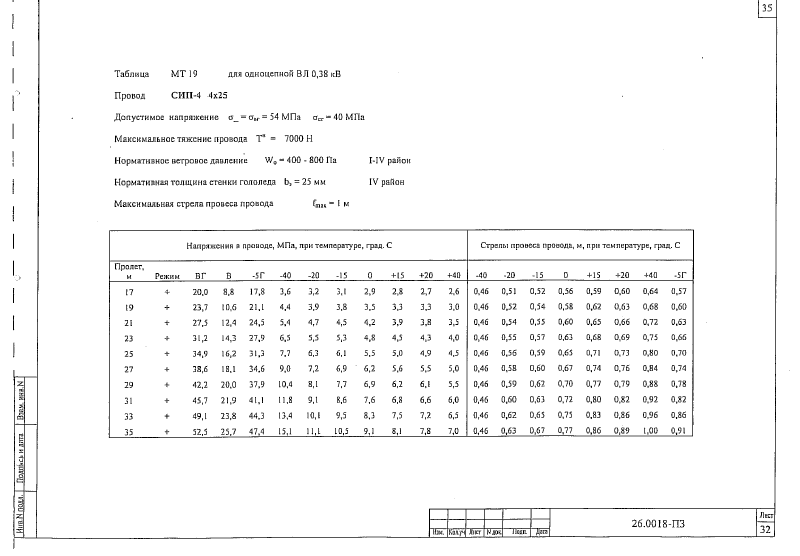 35
Таблица МТ 19 для одноцепной ВЛ 0,38 кВ
Провод СИП-4 4х25
Допустимое напряжение σ_ = σвг = 54 МПа σсг = 40 МПа
Максимальное тяжение провода Tн = 7000 Н
Нормативное ветровое давление Wо = 400 - 800 Па I-IV район
Нормативная толщина стенки гололеда bэ = 25 мм IV район
Максимальная стрела провеса провода fmax = 1 м
Напряжения в проводе, МПа, при температуре, град. С Стрелы провеса провода, м, при температуре, град. С
Пролет, м Режим ВГ В -5Г -40 -20 -15 0 +15 +20 +40 -40 -20 -15 0 +15 +20 +40 -5Г
17 + 20,0 8,8 17,8 3,6 3,2 3,1 2,9 2,8 2,7 2,6 0,46 0,51 0,52 0,56 0,59 0,60 0,64 0,57
19 + 23,7 10,6 21,1 4,4 3,9 3,8 3,5 3,3 3,3 3,0 0,46 0,52 0,54 0,58 0,62 0,63 0,68 0,60
21 + 27,5 12,4 24,5 5,4 4,7 4,5 4,2 3,9 3,8 3,5 0,46 0,54 0,55 0,60 0,65 0,66 0,72 0,63
23 + 31,2 14,3 27,9 6,5 5,5 5,3 4,8 4,5 4,3 4,0 0,46 0,55 0,57 0,63 0,68 0,69 0,75 0,66
25 + 34,9 16,2 31,3 7,7 6,3 6,1 5,5 5,0 4,9 4,5 0,46 0,56 0,59 0,65 0,71 0,73 0,80 0,70
27 + 38,6 18,1 34,6 9,0 7,2 6,9 6,2 5,6 5,5 5,0 0,46 0,58 0,60 0,67 0,74 0,76 0,84 0,74
29 + 42,2 20,0 37,9 10,4 8,1 7,7 6,9 6,2 6,1 5,5 0,46 0,59 0,62 0,70 0,77 0,79 0,88 0,78
31 + 45,7 21,9 41,1 11,8 9,1 8,6 7,6 6,8 6,6 6,0 0,46 0,60 0,63 0,72 0,80 0,82 0,92 0,82
33 + 49,1 23,8 44,3 13,4 10,1 9,5 8,3 7,5 7,2 6,5 0,46 0,62 0,65 0,75 0,83 0,86 0,96 0,86
35 + 52,5 25,7 47,4 15,1 11,1 10,5 9,1 8,1 7,8 7,0 0,46 0,63 0,67 0,77 0,86 0,89 1,00 0,91
Взам. инв N
Подпись и дата
Инв.N подл.
Изм. Кол.уч Лист N док. Подп. Дата
26.0018-ПЗ
Лист
32